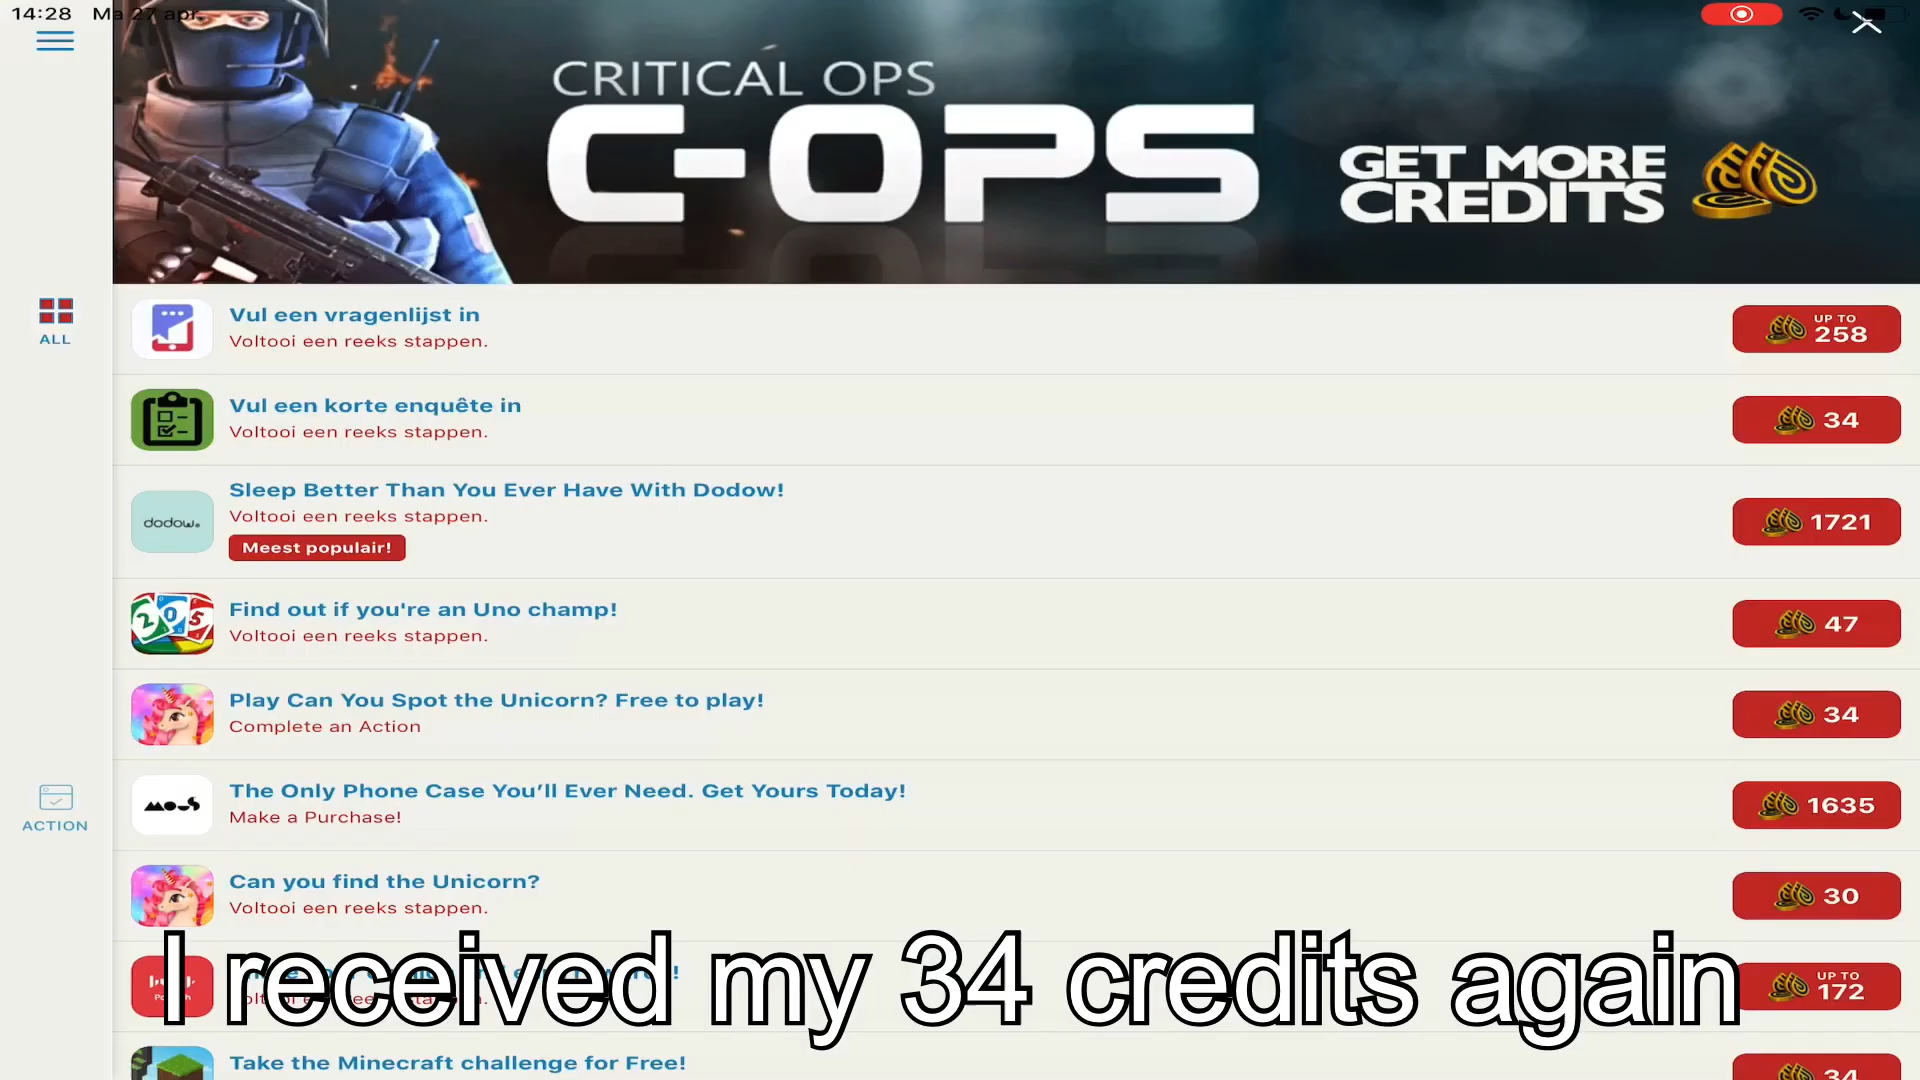 14:28 Ma 27 apr.
CRITICAL OPS
C-OPS
GET MORE
CREDITS
ALL
ACTION
Vul een vragenlijst in
Voltooi een reeks stappen.
UP TO
258
Vul een korte enquête in
Voltooi een reeks stappen.
34
dodow.
Sleep Better Than You Ever Have With Dodow!
Voltooi een reeks stappen.
Meest populair!
1721
205
Find out if you're an Uno champ!
Voltooi een reeks stappen.
47
Play Can You Spot the Unicorn? Free to play!
Complete an Action
34
The Only Phone Case You’ll Ever Need. Get Yours Today!
Make a Purchase!
1635
Can you find the Unicorn?
Voltooi een reeks stappen.
30
UP TO
172
I received my 34 credits again
Take the Minecraft challenge for Free!
34